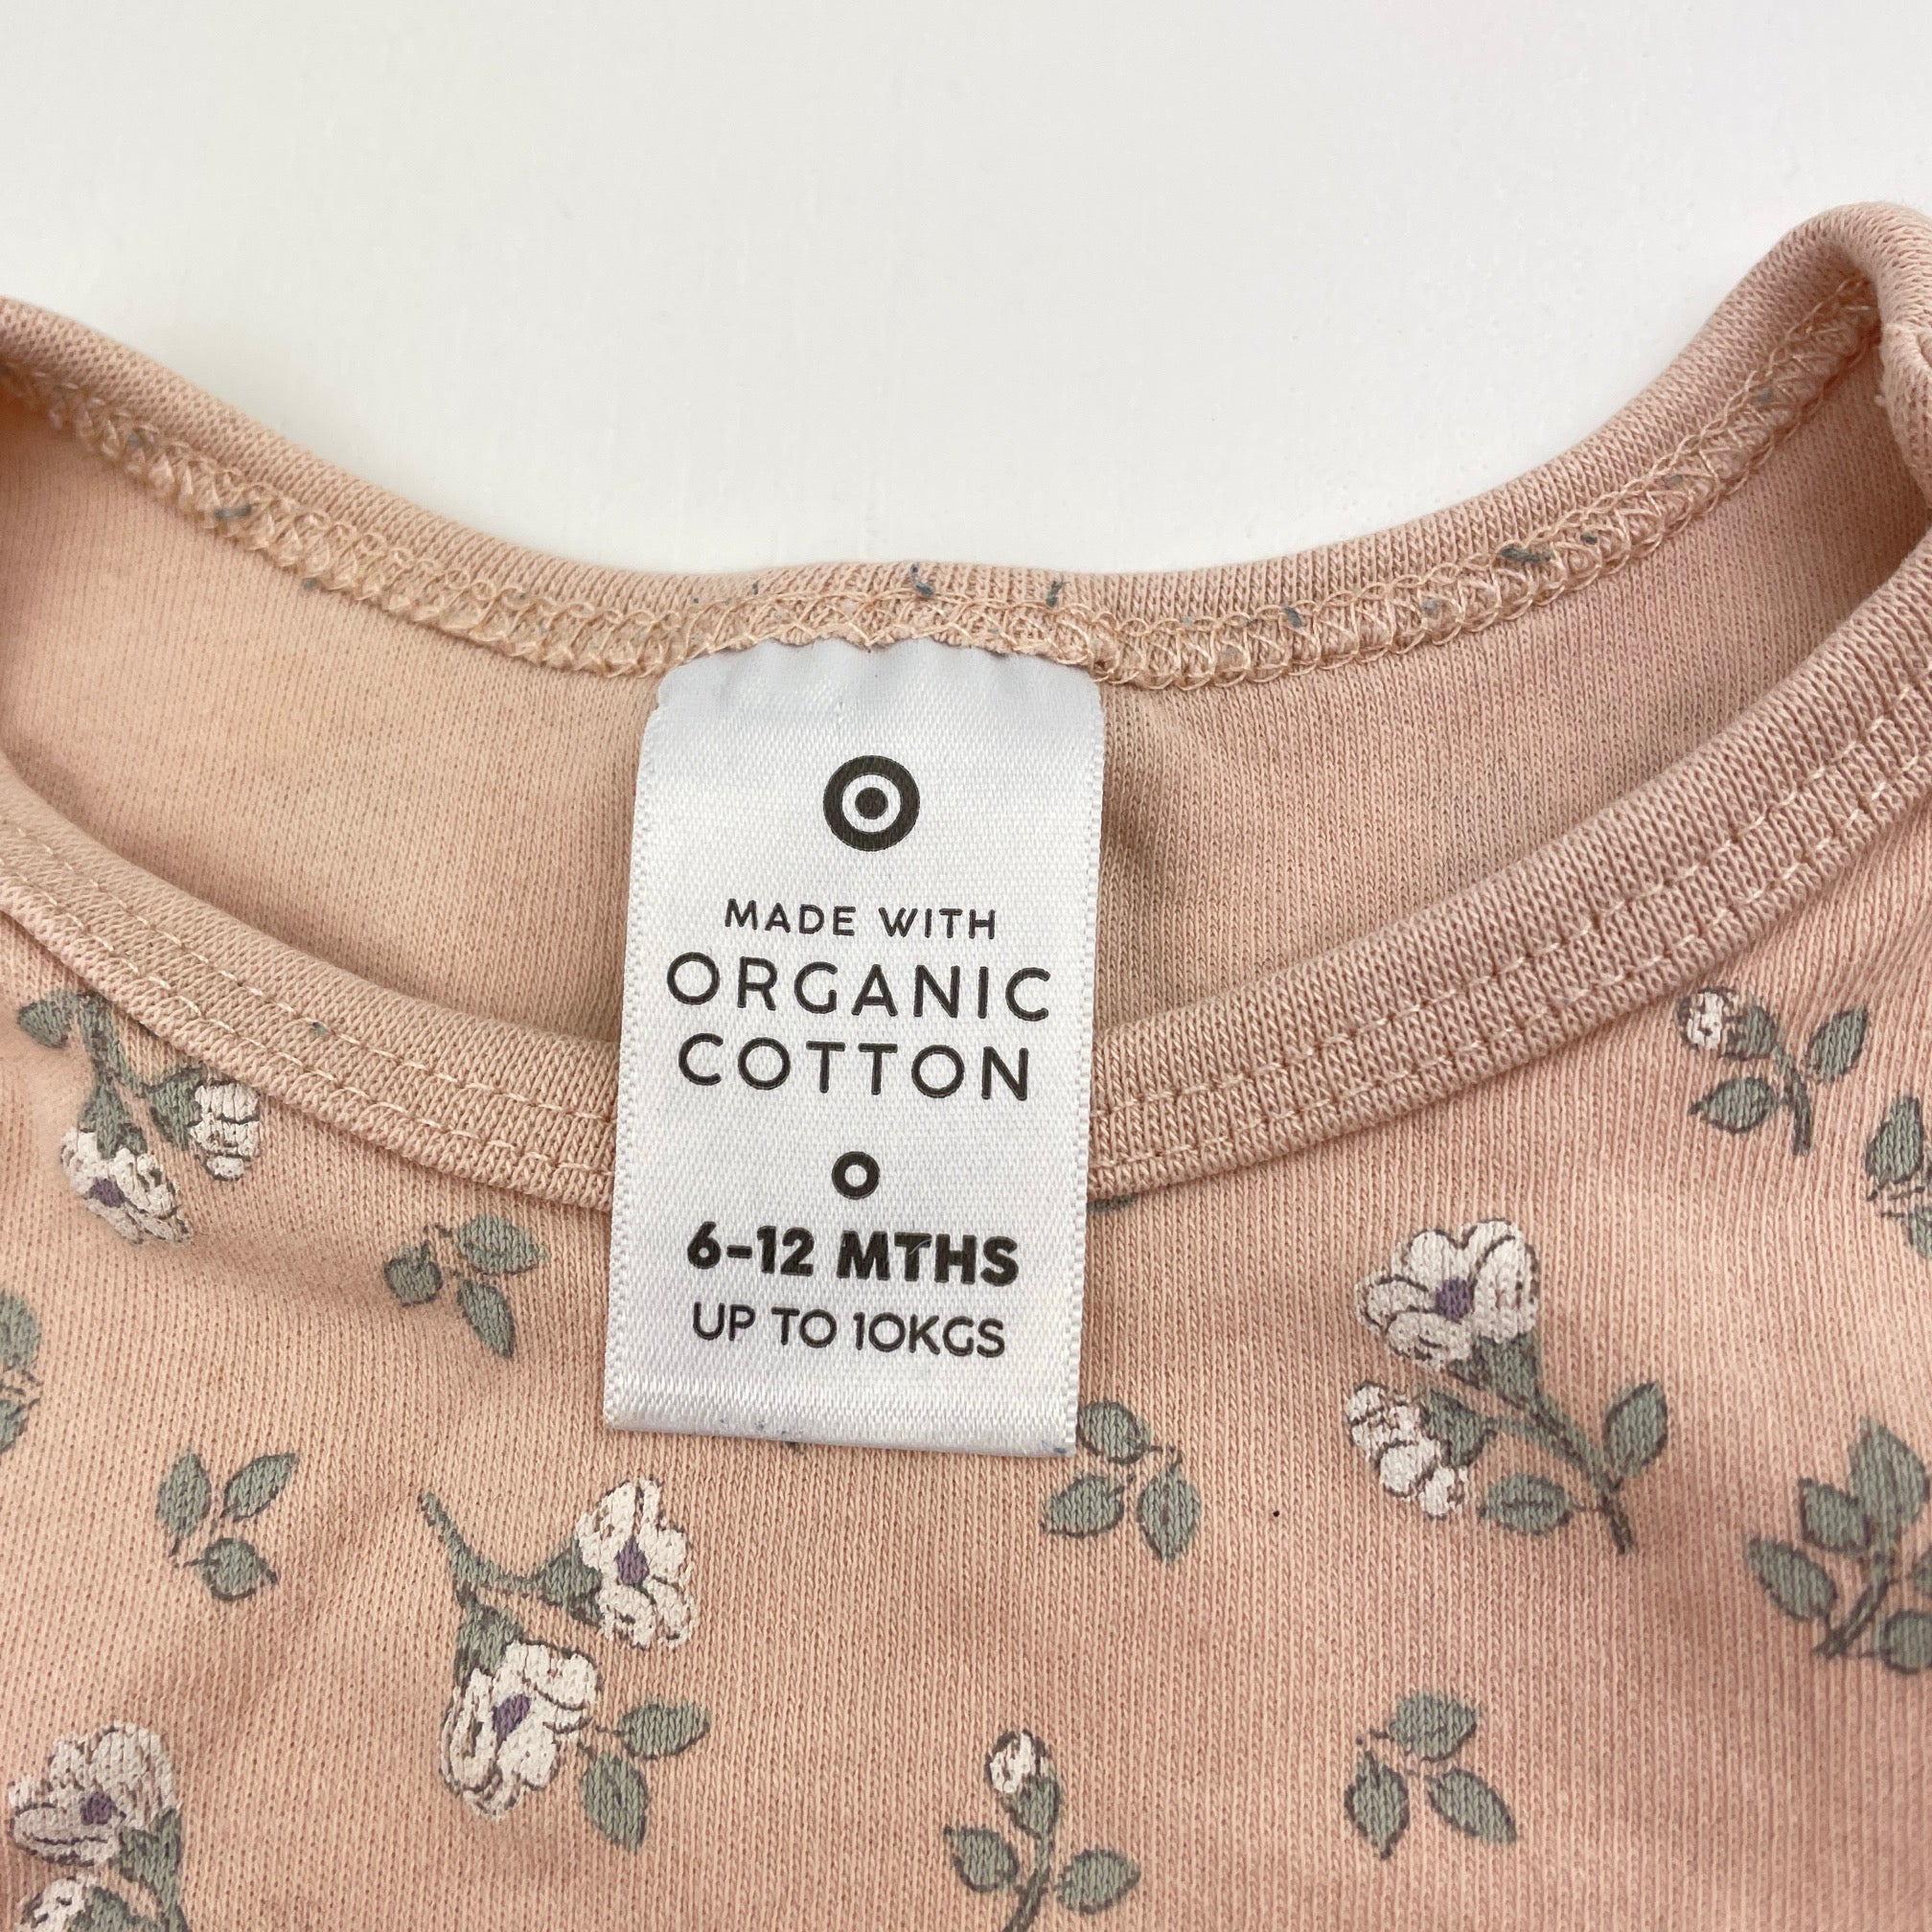 MADE WITH
ORGANIC
COTTON
6-12 MTHS
UP TO 10KGS